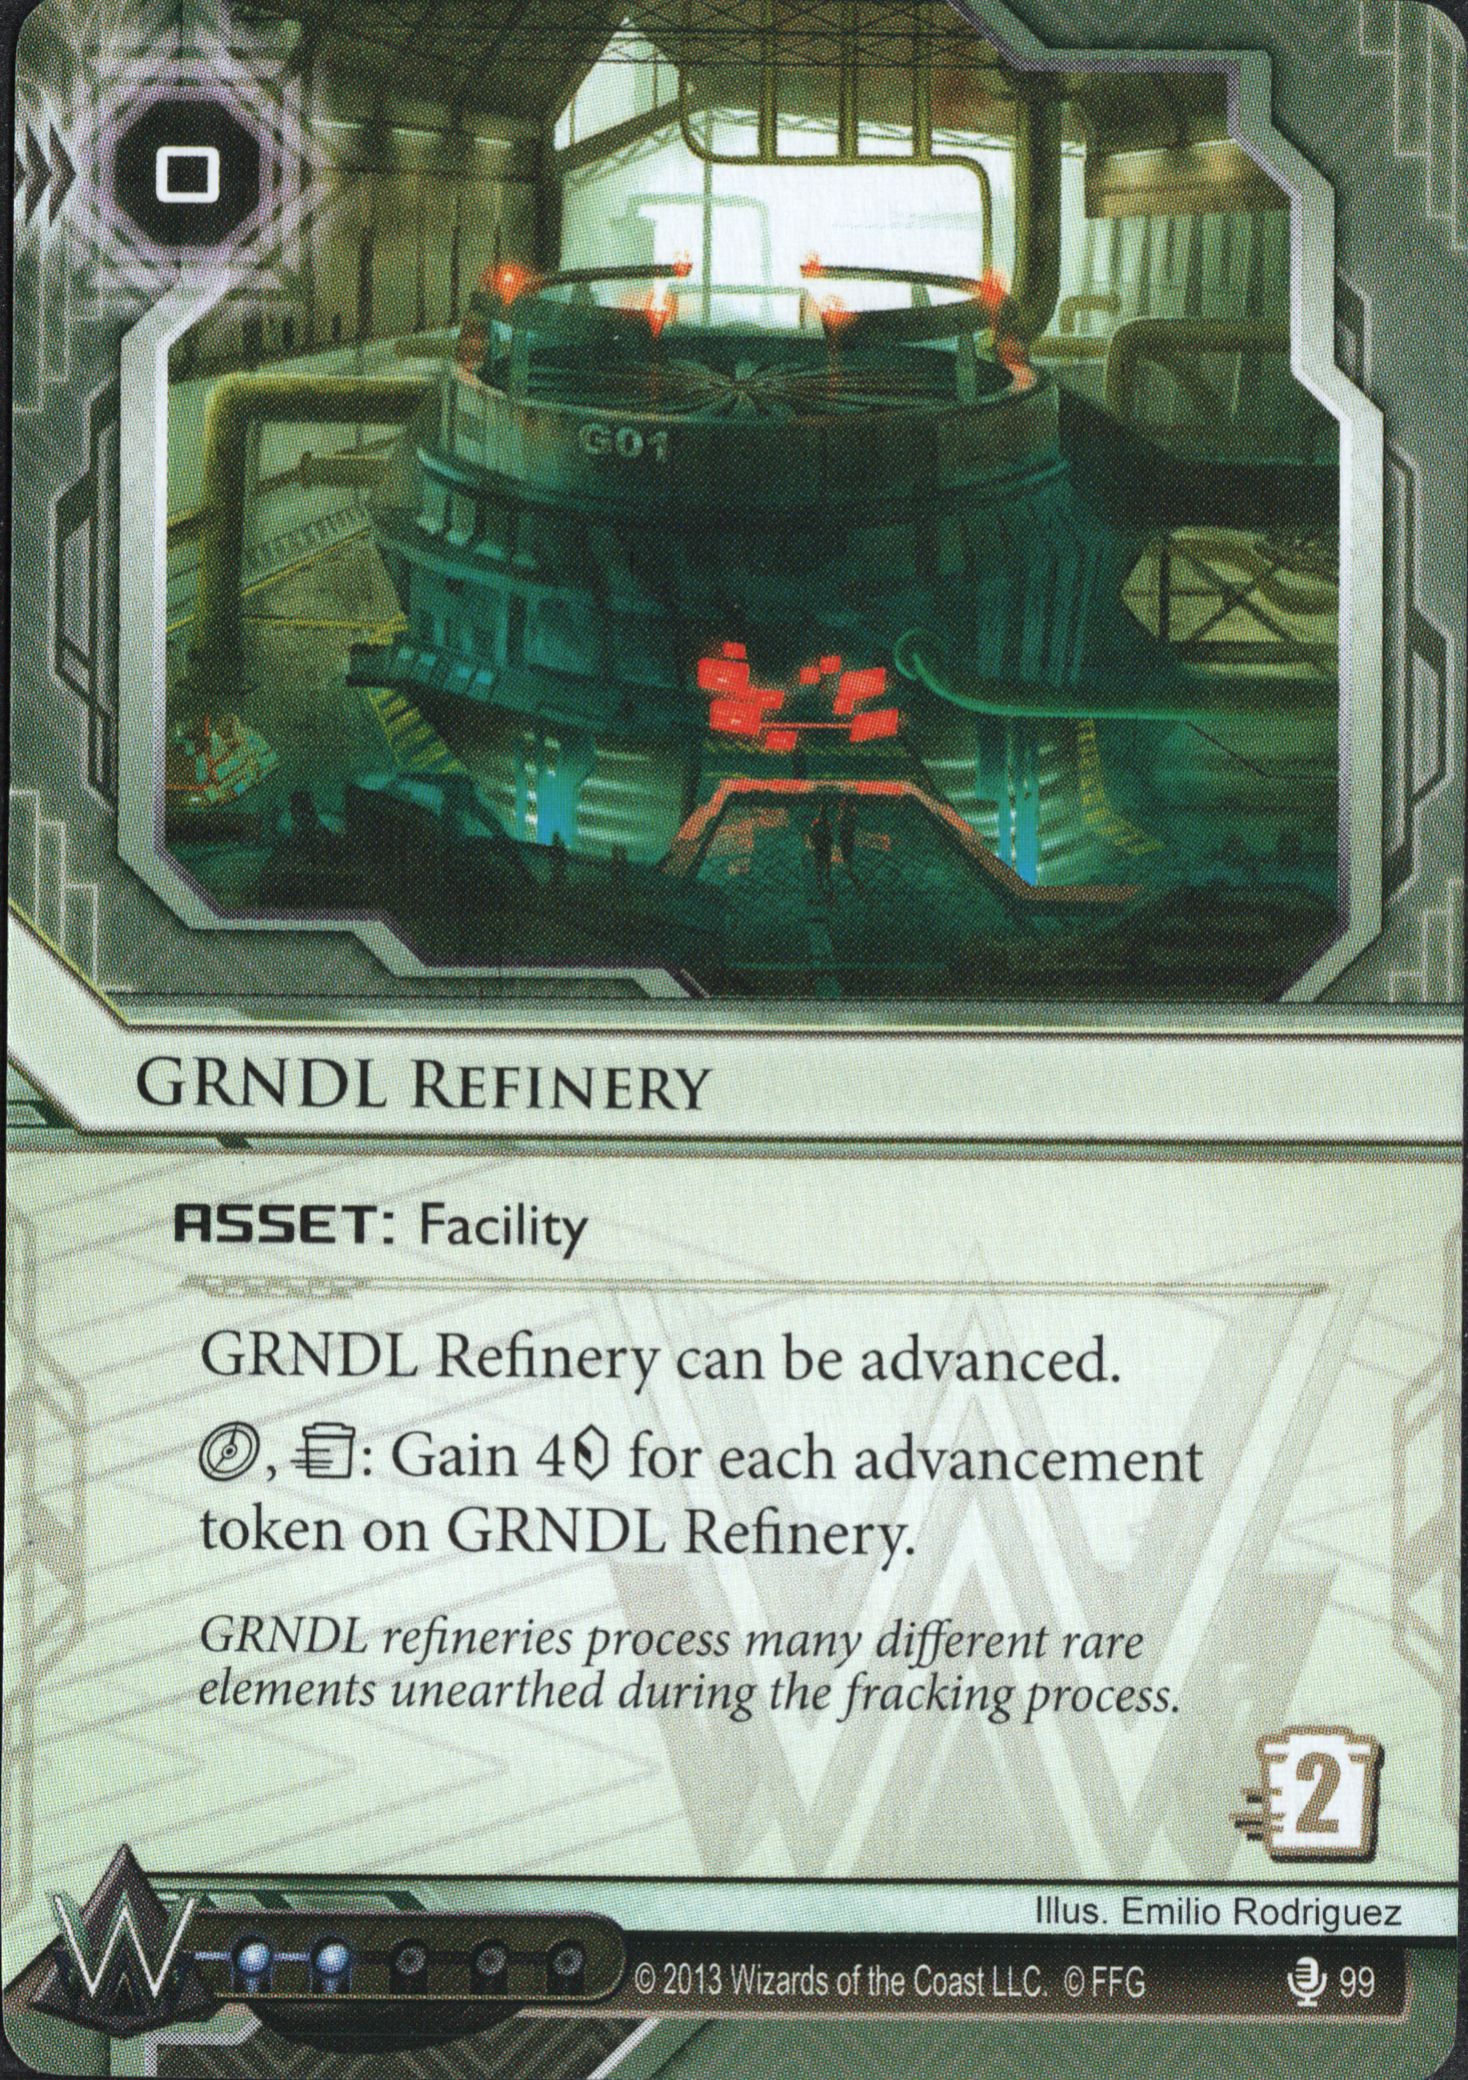 0
G01
GRNDL REFINERY
ASSET: Facility
GRNDL Refinery can be advanced.
, : Gain 4 for each advancement
token on GRNDL Refinery.
GRNDL refineries process many different rare
elements unearthed during the fracking process.
2
Illus. Emilio Rodriguez
W
© 2013 Wizards of the Coast LLC. © FFG
99